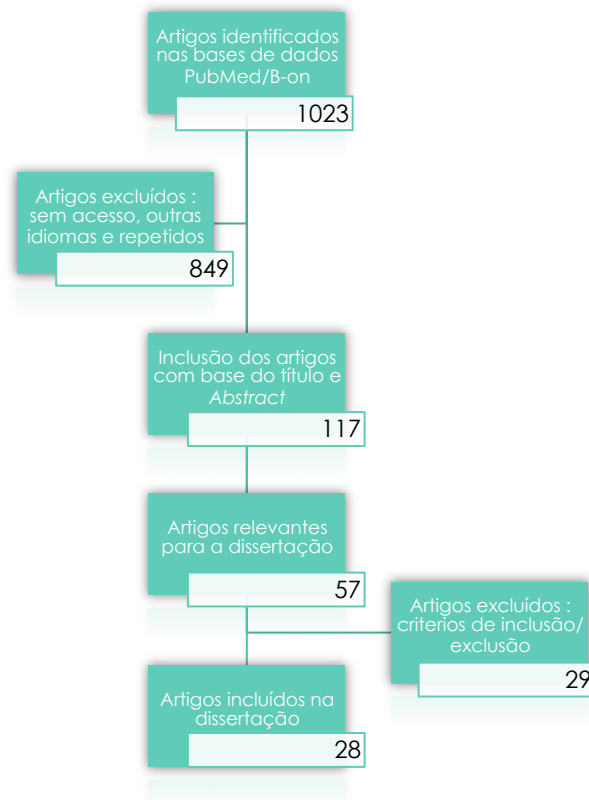 Artigos identificados
nas bases de dados
PubMed/B-on
1023
Artigos excluídos :
sem acesso, outras
idiomas e repetidos
849
Inclusão dos artigos
com base do título e
Abstract
117
Artigos relevantes
para a dissertação
57
Artigos excluídos :
criterios de inclusão/
exclusão
29
Artigos incluídos na
dissertação
28